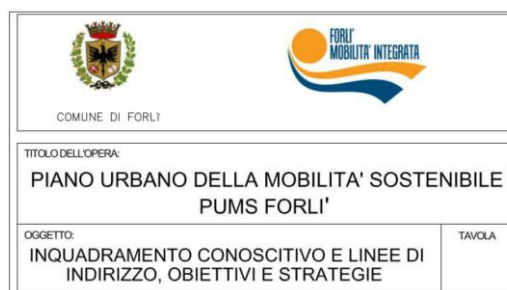 FORLI'
MOBILITA' INTEGRATA
COMUNE DI FORLI'
TITOLO DELL'OPERA:
PIANO URBANO DELLA MOBILITA' SOSTENIBILE
PUMS FORLI'
OGGETTO:
TAVOLA
INQUADRAMENTO CONOSCITIVO E LINEE DI
INDIRIZZO, OBIETTIVI E STRATEGIE